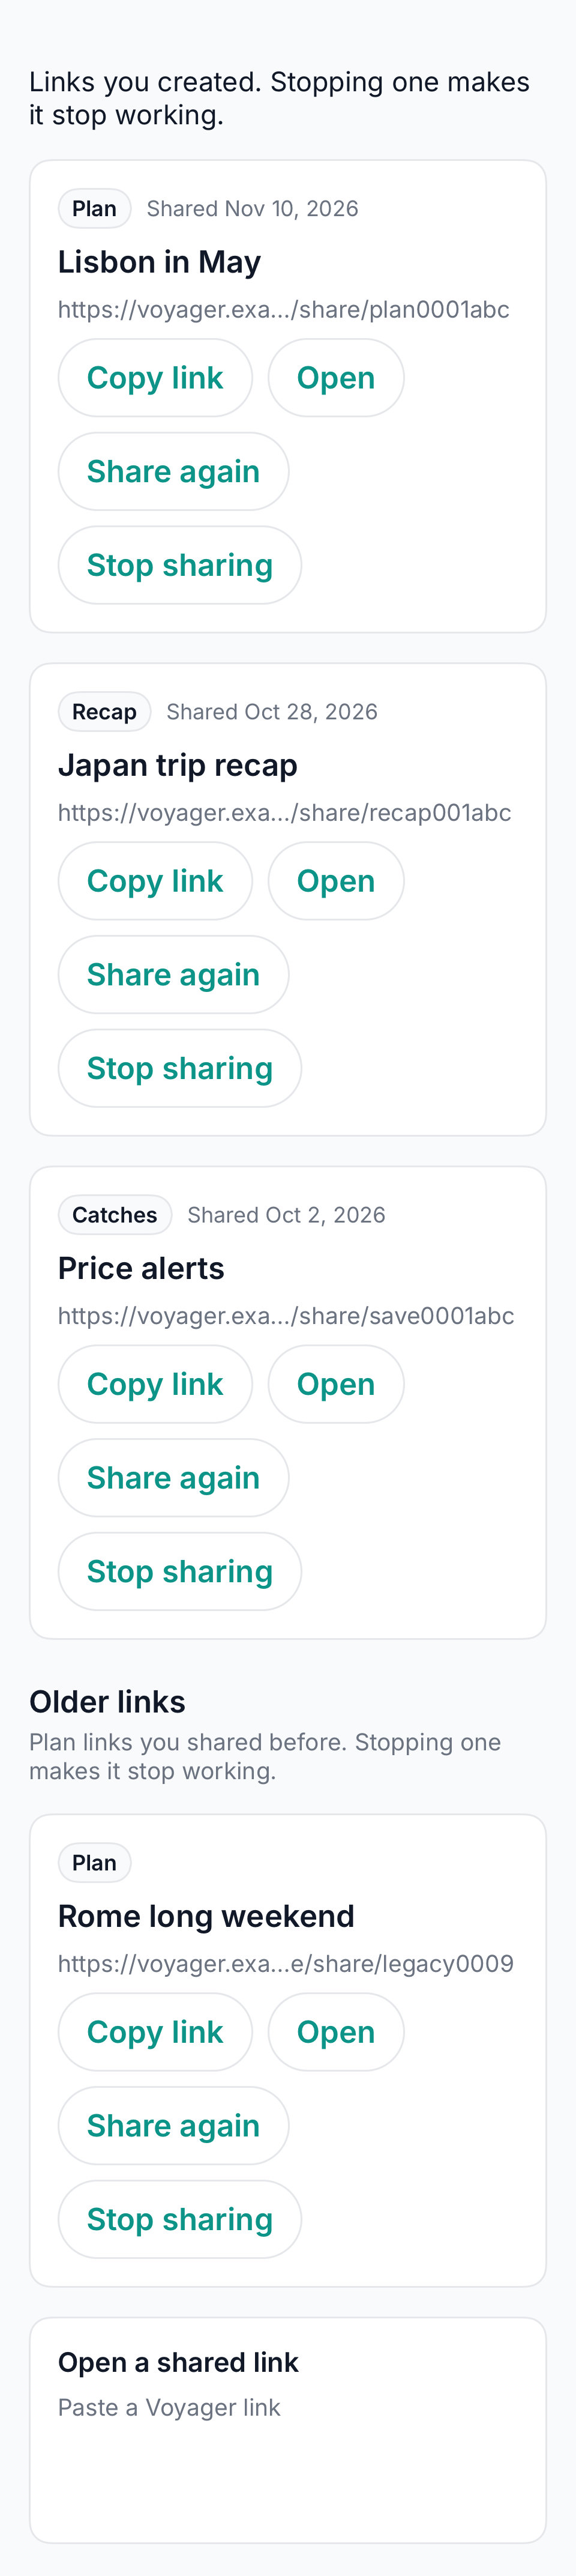 Links you created. Stopping one makes
it stop working.
Plan Shared Nov 10, 2026
Lisbon in May
https://voyager.exa.../share/plan0001abc
Copy link Open
Share again
Stop sharing
Recap Shared Oct 28, 2026
Japan trip recap
https://voyager.exa.../share/recap001abc
Copy link Open
Share again
Stop sharing
Catches Shared Oct 2, 2026
Price alerts
https://voyager.exa.../share/save0001abc
Copy link Open
Share again
Stop sharing
Older links
Plan links you shared before. Stopping one
makes it stop working.
Plan
Rome long weekend
https://voyager.exa...e/share/legacy0009
Copy link Open
Share again
Stop sharing
Open a shared link
Paste a Voyager link